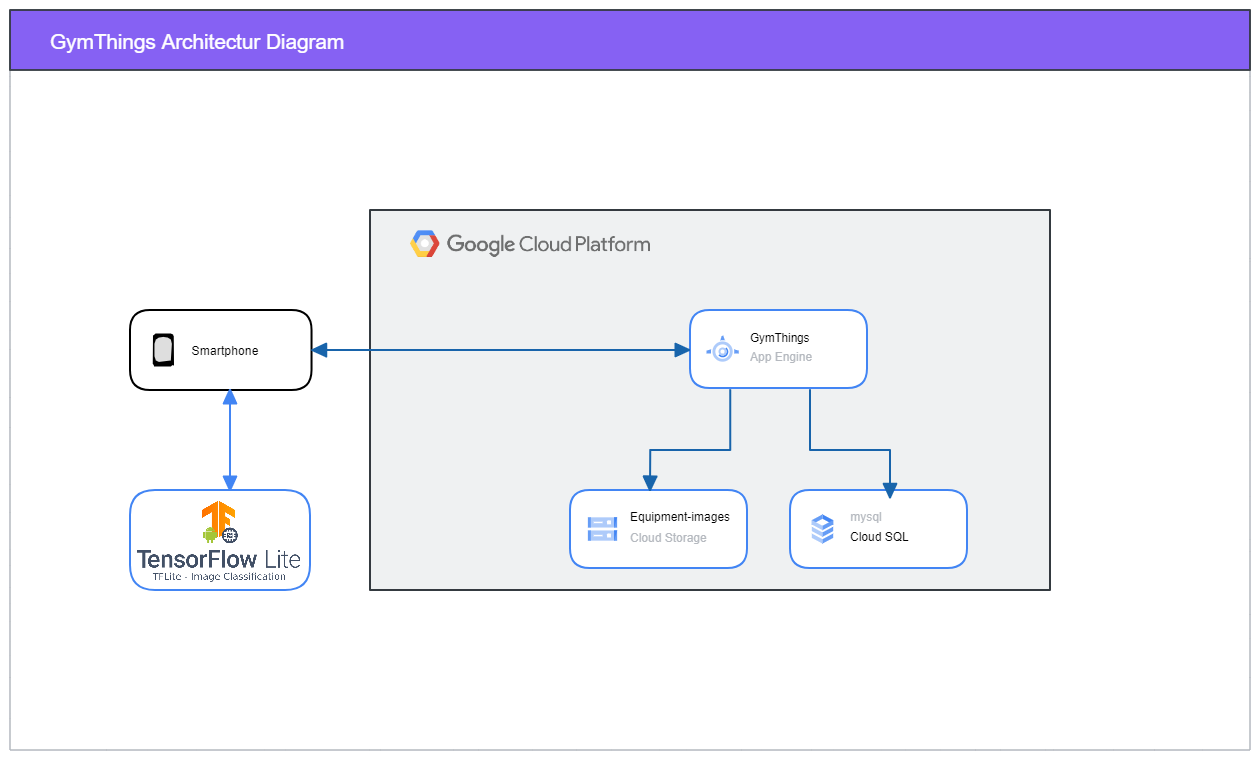 GymThings Architectur Diagram
Google Cloud Platform
Smartphone
GymThings
App Engine
Equipment-images
Cloud Storage
mysql
Cloud SQL
TensorFlow Lite
TFLite - Image Classification